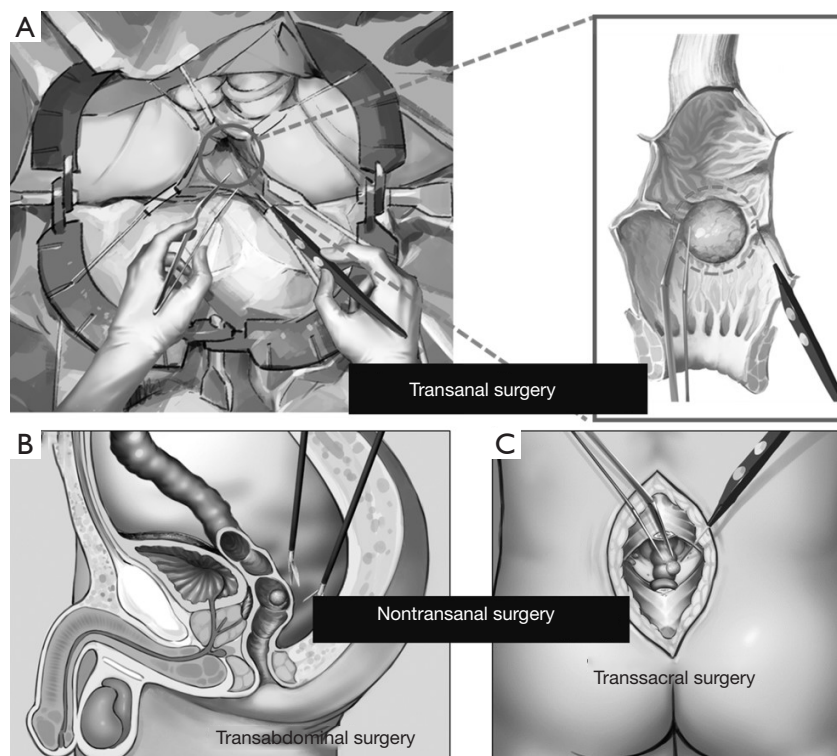 A
Transanal surgery
B
C
Nontransanal surgery
Transsacral surgery
Transabdominal surgery